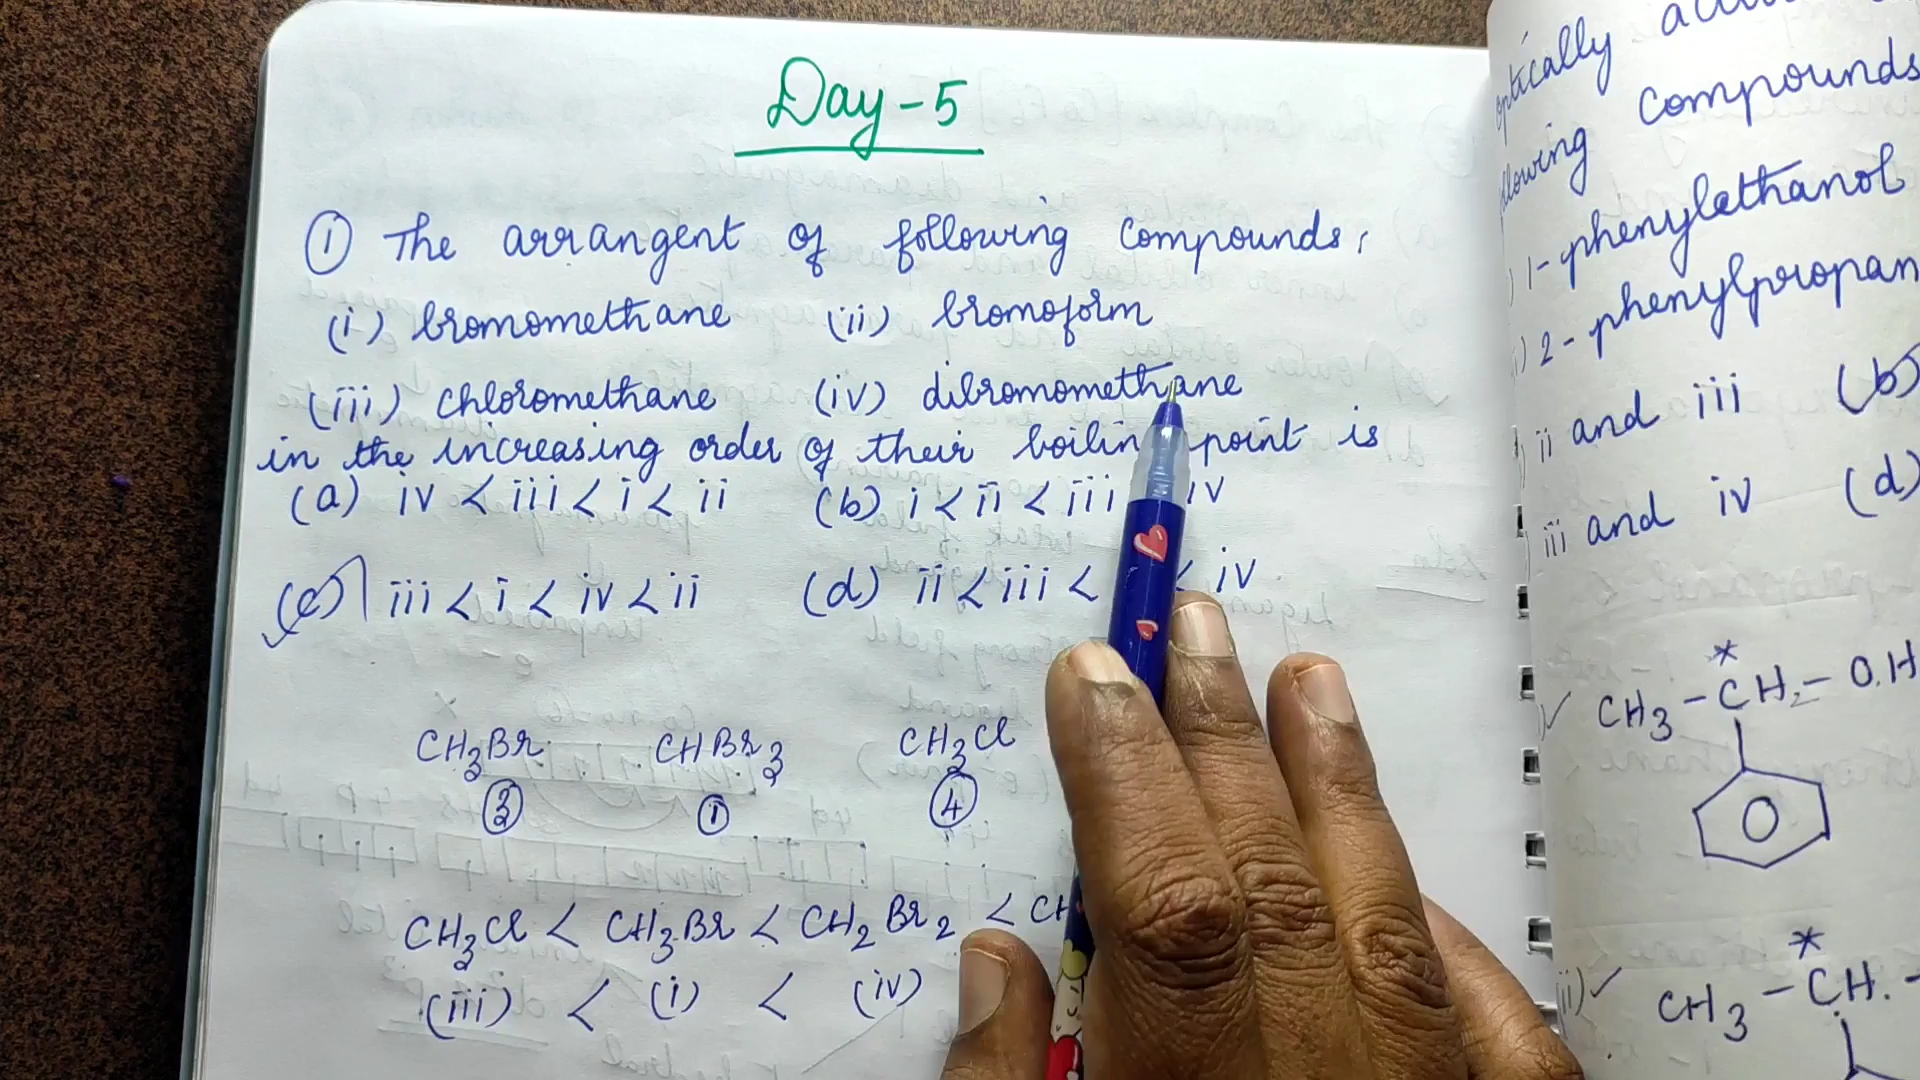 Day-5
① The arrangent of following compounds,
(i) bromomethane (ii) bromoform
(iii) chloromethane (iv) dibromomethane
in the increasing order of their boiling point is
(a) iv < iii < i < ii (b) i < ii < iii iv
(c) iii < i < iv < ii (d) ii < iii < < iv
CH3Br CHBr3 CH3Cl
③ ① ④
CH3Cl < CH3Br < CH2Br2 < CH
(iii) < (i) < (iv)
optically
following compounds
1-phenylethanol
2-phenylpropan
ii and iii (b)
iii and iv (d)
*
CH3-CH2-O.H
*
CH3-CH.-